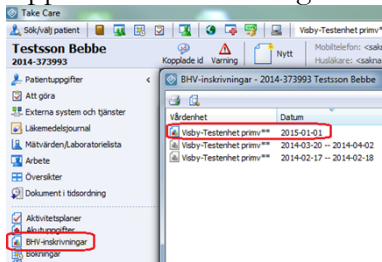 Take Care
Sök/välj patient
Visby-Testenhet primv*
Testsson Bebbe
2014-373993
Kopplade id
Varning
Nytt
Mobiltelefon: <sak
Husläkare: <sakna
Patientuppgifter
Att göra
Externa system och tjänster
Läkemedelsjournal
Mätvärden/Laboratorielista
Arbete
Översikter
Dokument i tidsordning
Aktivitetsplaner
Akutuppgifter
BHV-inskrivningar
Bokningar
BHV-inskrivningar - 2014-373993 Testsson Bebbe
Vårdenhet Datum
Visby-Testenhet primv** 2015-01-01
Visby-Testenhet primv** 2014-03-20 -- 2014-04-02
Visby-Testenhet primv** 2014-02-17 -- 2014-02-18